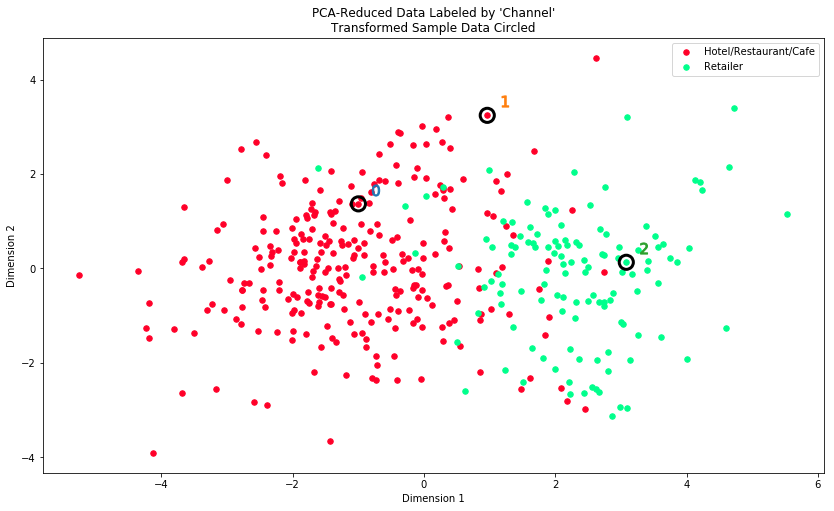 PCA-Reduced Data Labeled by 'Channel'
Transformed Sample Data Circled
Hotel/Restaurant/Cafe
Retailer
4
2
0
−2
−4
Dimension 2
1
0
2
−4
−2
0
2
4
6
Dimension 1